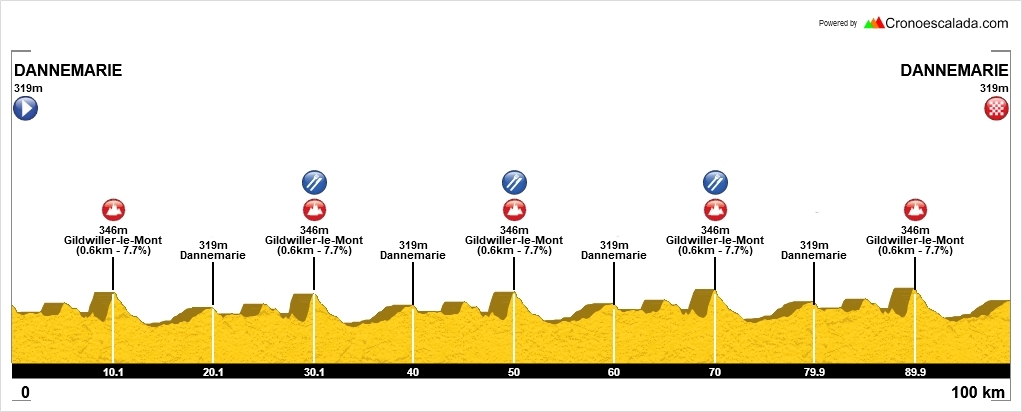 Powered by Cronoescalada.com
DANNEMARIE
319m
DANNEMARIE
319m
346m
Gildwiller-le-Mont
(0.6km - 7.7%)
319m
Dannemarie
346m
Gildwiller-le-Mont
(0.6km - 7.7%)
319m
Dannemarie
346m
Gildwiller-le-Mont
(0.6km - 7.7%)
319m
Dannemarie
346m
Gildwiller-le-Mont
(0.6km - 7.7%)
319m
Dannemarie
346m
Gildwiller-le-Mont
(0.6km - 7.7%)
10.1 20.1 30.1 40 50 60 70 79.9 89.9
0 100 km